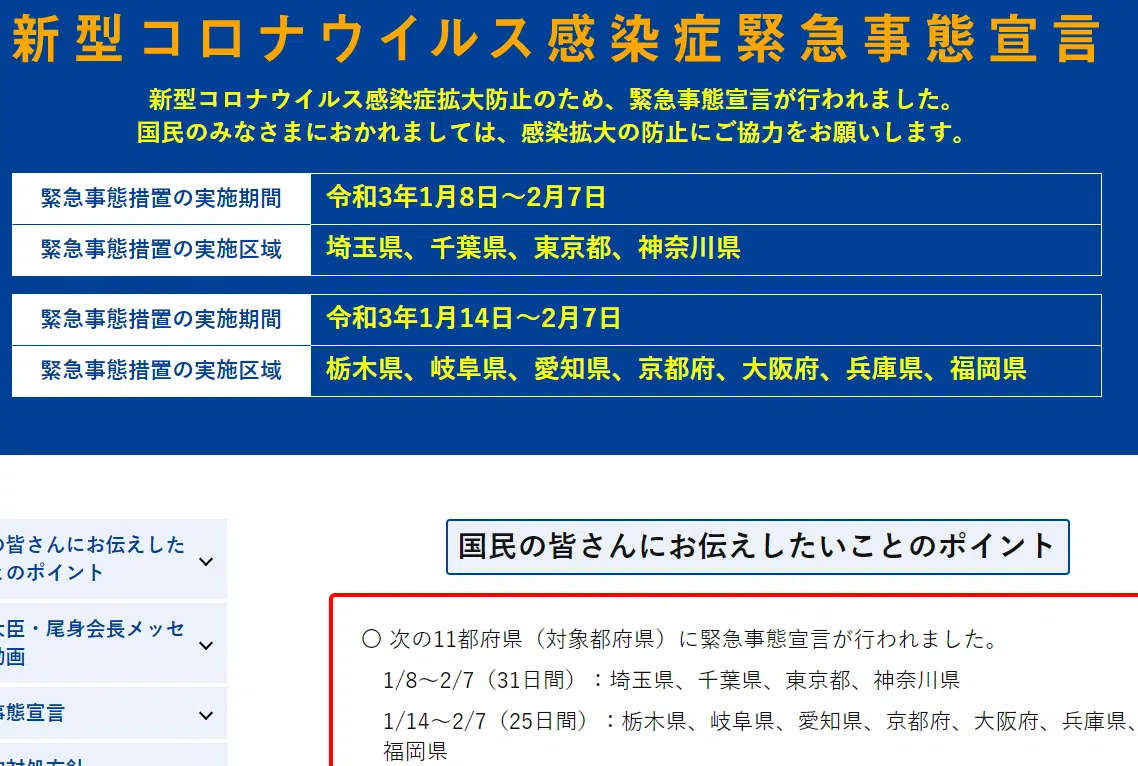 新型コロナウイルス感染症緊急事態宣言
新型コロナウイルス感染症拡大防止のため、緊急事態宣言が行われました。
国民のみなさまにおかれましては、感染拡大の防止にご協力をお願いします。
緊急事態措置の実施期間 令和3年1月8日～2月7日
緊急事態措置の実施区域 埼玉県、千葉県、東京都、神奈川県
緊急事態措置の実施期間 令和3年1月14日～2月7日
緊急事態措置の実施区域 栃木県、岐阜県、愛知県、京都府、大阪府、兵庫県、福岡県
の皆さんにお伝えした
とのポイント
大臣・尾身会長メッセ
動画
事態宣言
国民の皆さんにお伝えしたいことのポイント
〇 次の11都府県（対象都府県）に緊急事態宣言が行われました。
1/8～2/7（31日間）：埼玉県、千葉県、東京都、神奈川県
1/14～2/7（25日間）：栃木県、岐阜県、愛知県、京都府、大阪府、兵庫県、
福岡県